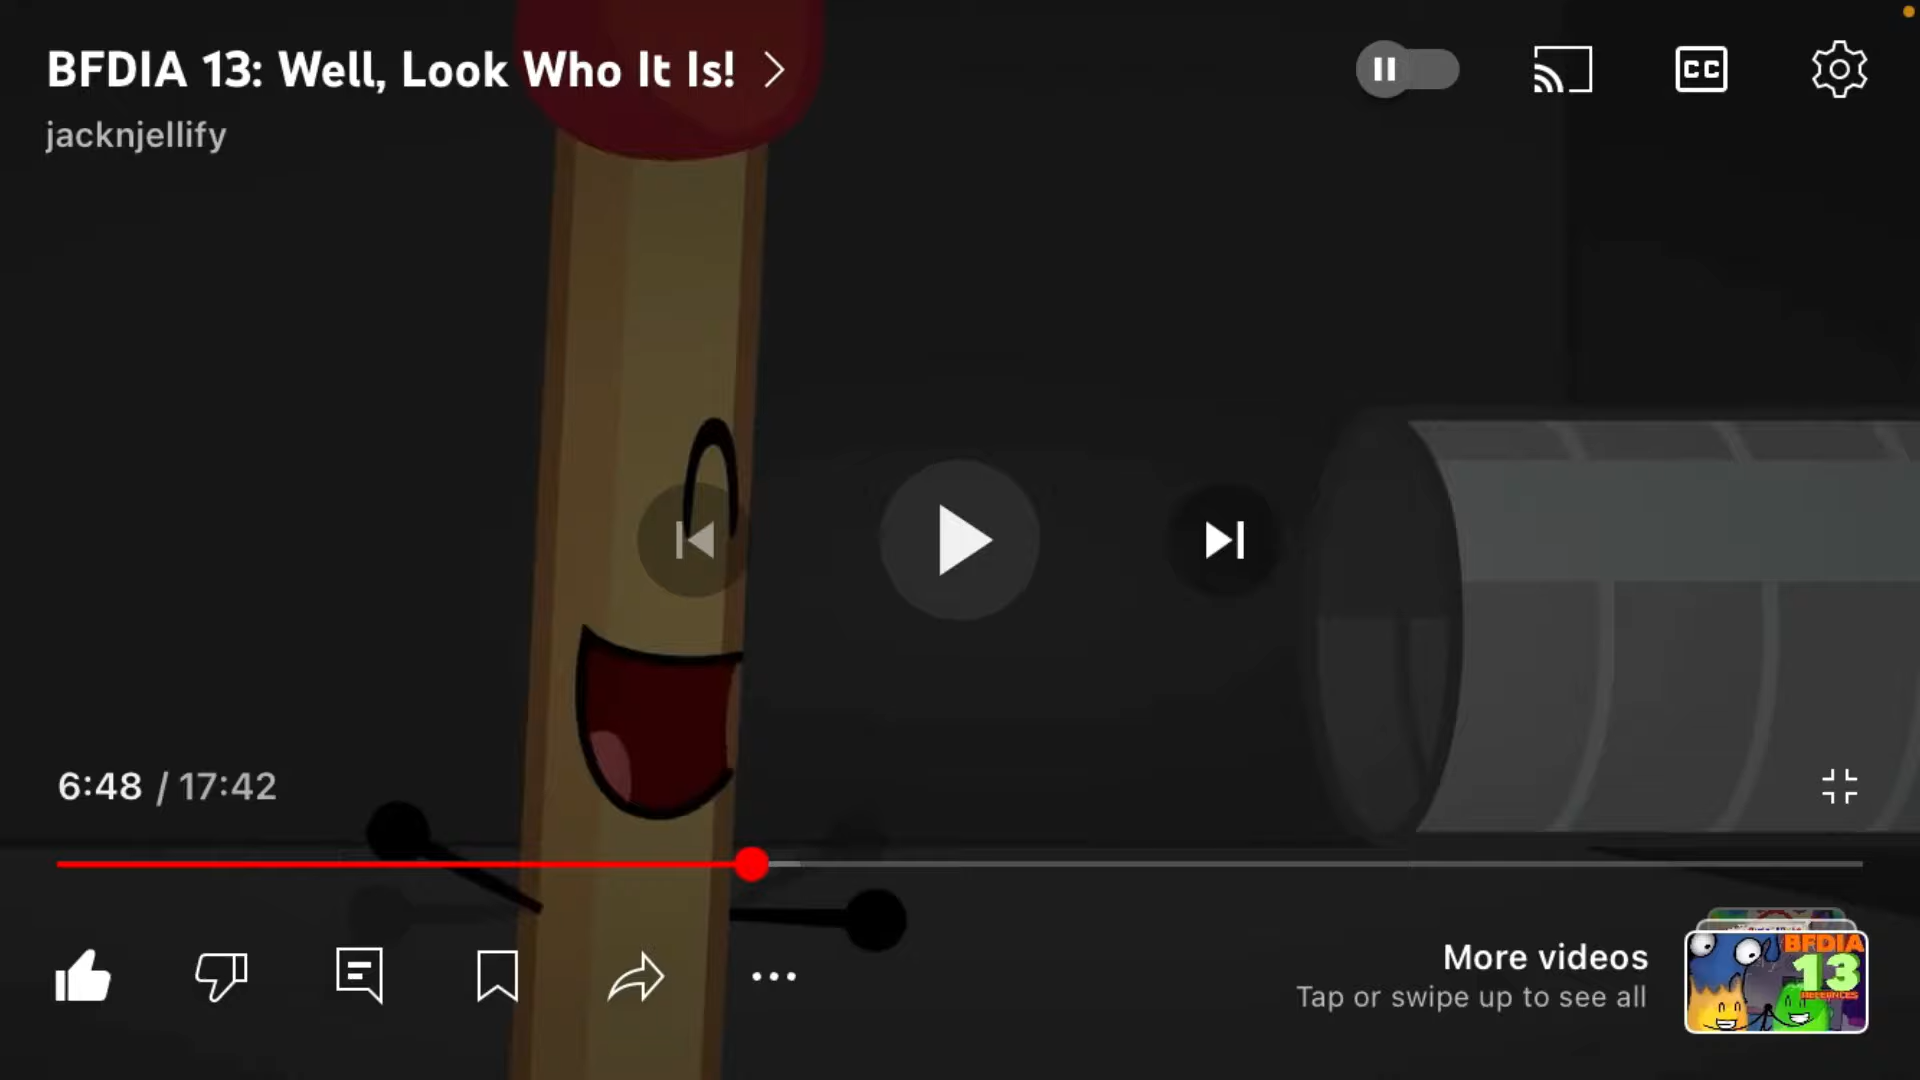 BFDIA 13: Well, Look Who It Is!
jacknjellify
CC
6:48 / 17:42
More videos
Tap or swipe up to see all
BFDIA
13